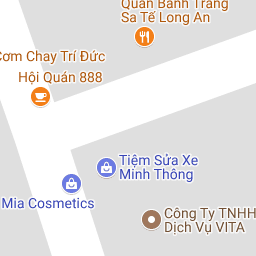 Quán Bánh Tráng
Sa Tế Long An
Cơm Chay Trí Đức
Hội Quán 888
Tiệm Sửa Xe
Minh Thông
Mia Cosmetics
Công Ty TNHH
Dịch Vụ VITA